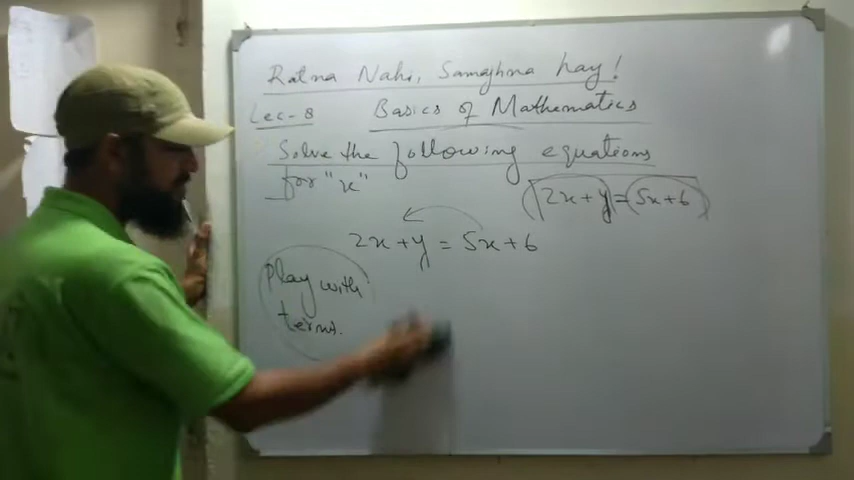 Ratna Nahi, Samajhna hay!
Lec-8 Basics of Mathematics
Solve the following equations
for "x"
2x+y=5x+6
2x+y=5x+6
Play with
terms.